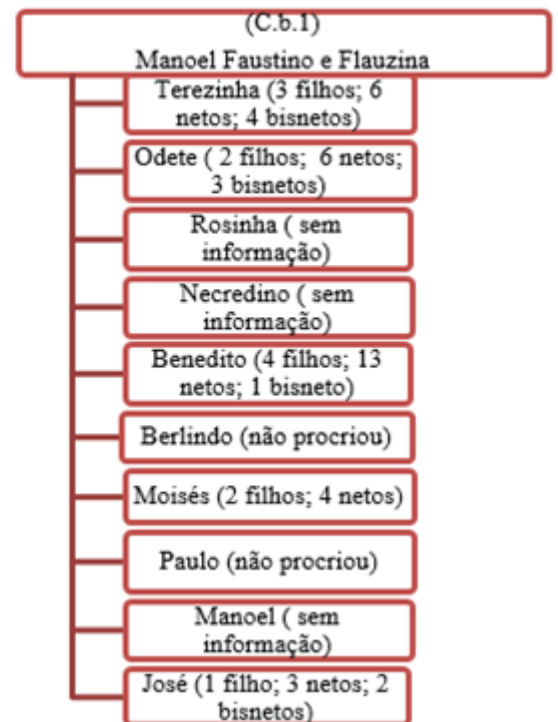 (C.b.1)
Manoel Faustino e Flauzina
Terezinha (3 filhos; 6
netos; 4 bisnetos)
Odete ( 2 filhos; 6 netos;
3 bisnetos)
Rosinha ( sem
informação)
Necredino ( sem
informação)
Benedito (4 filhos; 13
netos; 1 bisneto)
Berlindo (não procriou)
Moisés (2 filhos; 4 netos)
Paulo (não procriou)
Manoel ( sem
informação)
José (1 filho; 3 netos; 2
bisnetos)